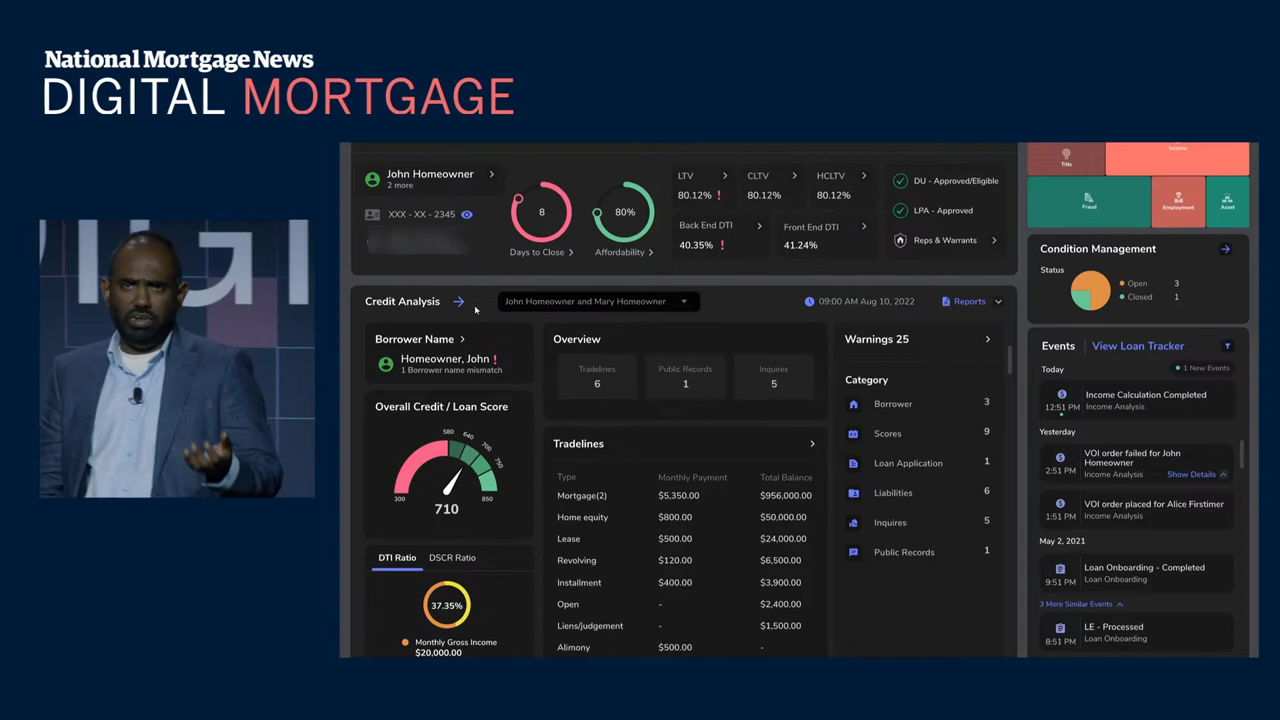 National Mortgage News
DIGITAL MORTGAGE
John Homeowner
2 more
XXX - XX - 2345
8
Days to Close
80%
Affordability
LTV
80.12% !
CLTV
80.12%
HCLTV
80.12%
Back End DTI
40.35% !
Front End DTI
41.24%
DU - Approved/Eligible
LPA - Approved
Reps & Warrants
Title
Income
Fraud
Employment
Asset
Condition Management
Status
Open 3
Closed 1
Credit Analysis
John Homeowner and Mary Homeowner
09:00 AM Aug 10, 2022
Reports
Borrower Name
Homeowner, John !
1 Borrower name mismatch
Overall Credit / Loan Score
300
580
640
700
750
850
710
DTI Ratio
DSCR Ratio
37.35%
Monthly Gross Income
$20,000.00
Overview
Tradelines
6
Public Records
1
Inquires
5
Tradelines
Type Monthly Payment Total Balance
Mortgage(2) $5,350.00 $956,000.00
Home equity $800.00 $50,000.00
Lease $500.00 $24,000.00
Revolving $120.00 $6,500.00
Installment $400.00 $3,900.00
Open - $2,400.00
Liens/judgement - $1,500.00
Alimony $500.00 -
Warnings 25
Category
Borrower 3
Scores 9
Loan Application 1
Liabilities 6
Inquires 5
Public Records 1
Events
View Loan Tracker
Today
1 New Events
12:51 PM
Income Calculation Completed
Income Analysis
Yesterday
2:51 PM
VOI order failed for John
Homeowner
Income Analysis
Show Details
1:51 PM
VOI order placed for Alice Firstimer
Income Analysis
May 2, 2021
9:51 PM
Loan Onboarding - Completed
Loan Onboarding
3 More Similar Events
8:51 PM
LE - Processed
Loan Onboarding